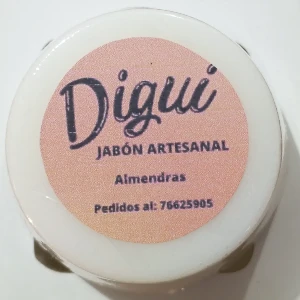 Digui
JABÓN ARTESANAL
Almendras
Pedidos al: 76625905